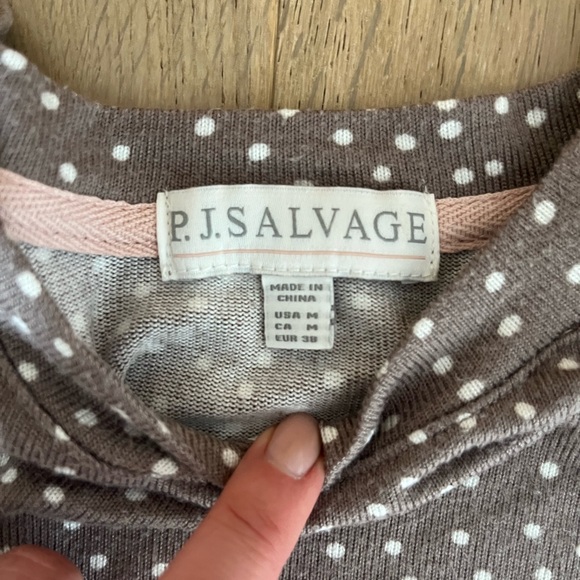 P.J.SALVAGE
MADE IN
CHINA
USA M
CA M
EUR 38